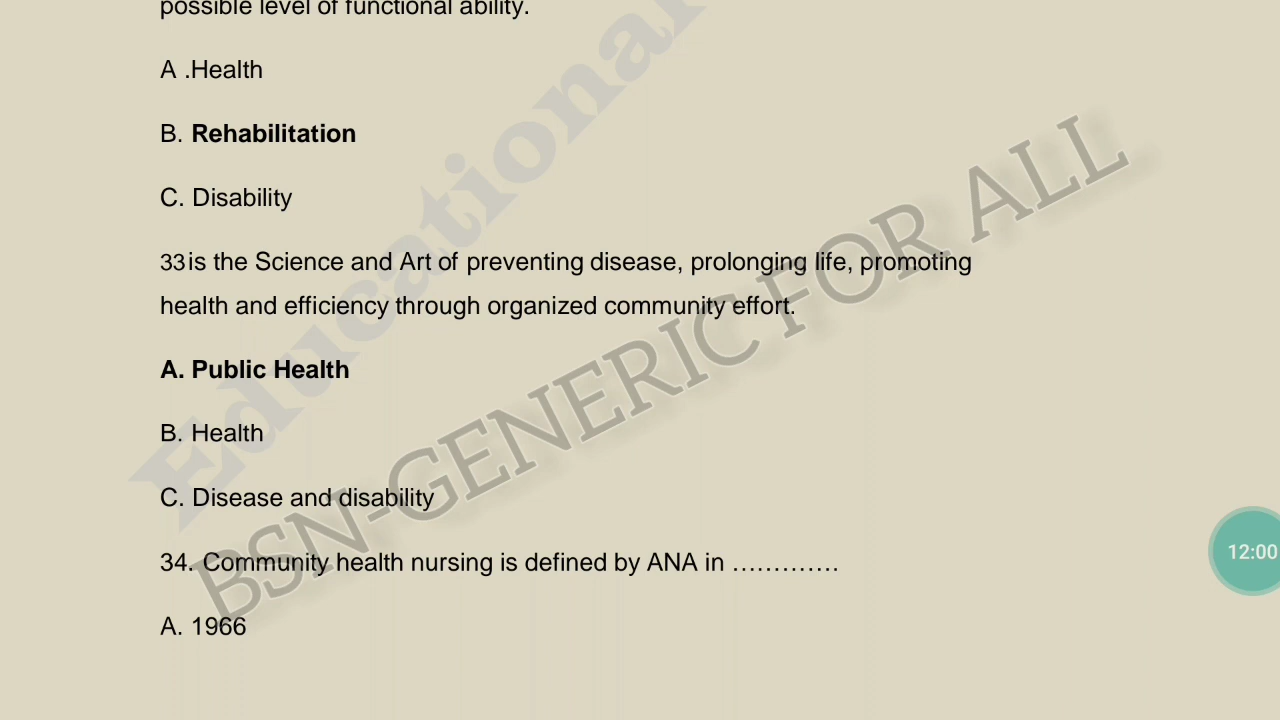 possible level of functional ability.
A .Health
B. Rehabilitation
C. Disability
33is the Science and Art of preventing disease, prolonging life, promoting
health and efficiency through organized community effort.
A. Public Health
B. Health
C. Disease and disability
34. Community health nursing is defined by ANA in ………….
A. 1966
Educational
BSN-GENERIC FOR ALL
12:00